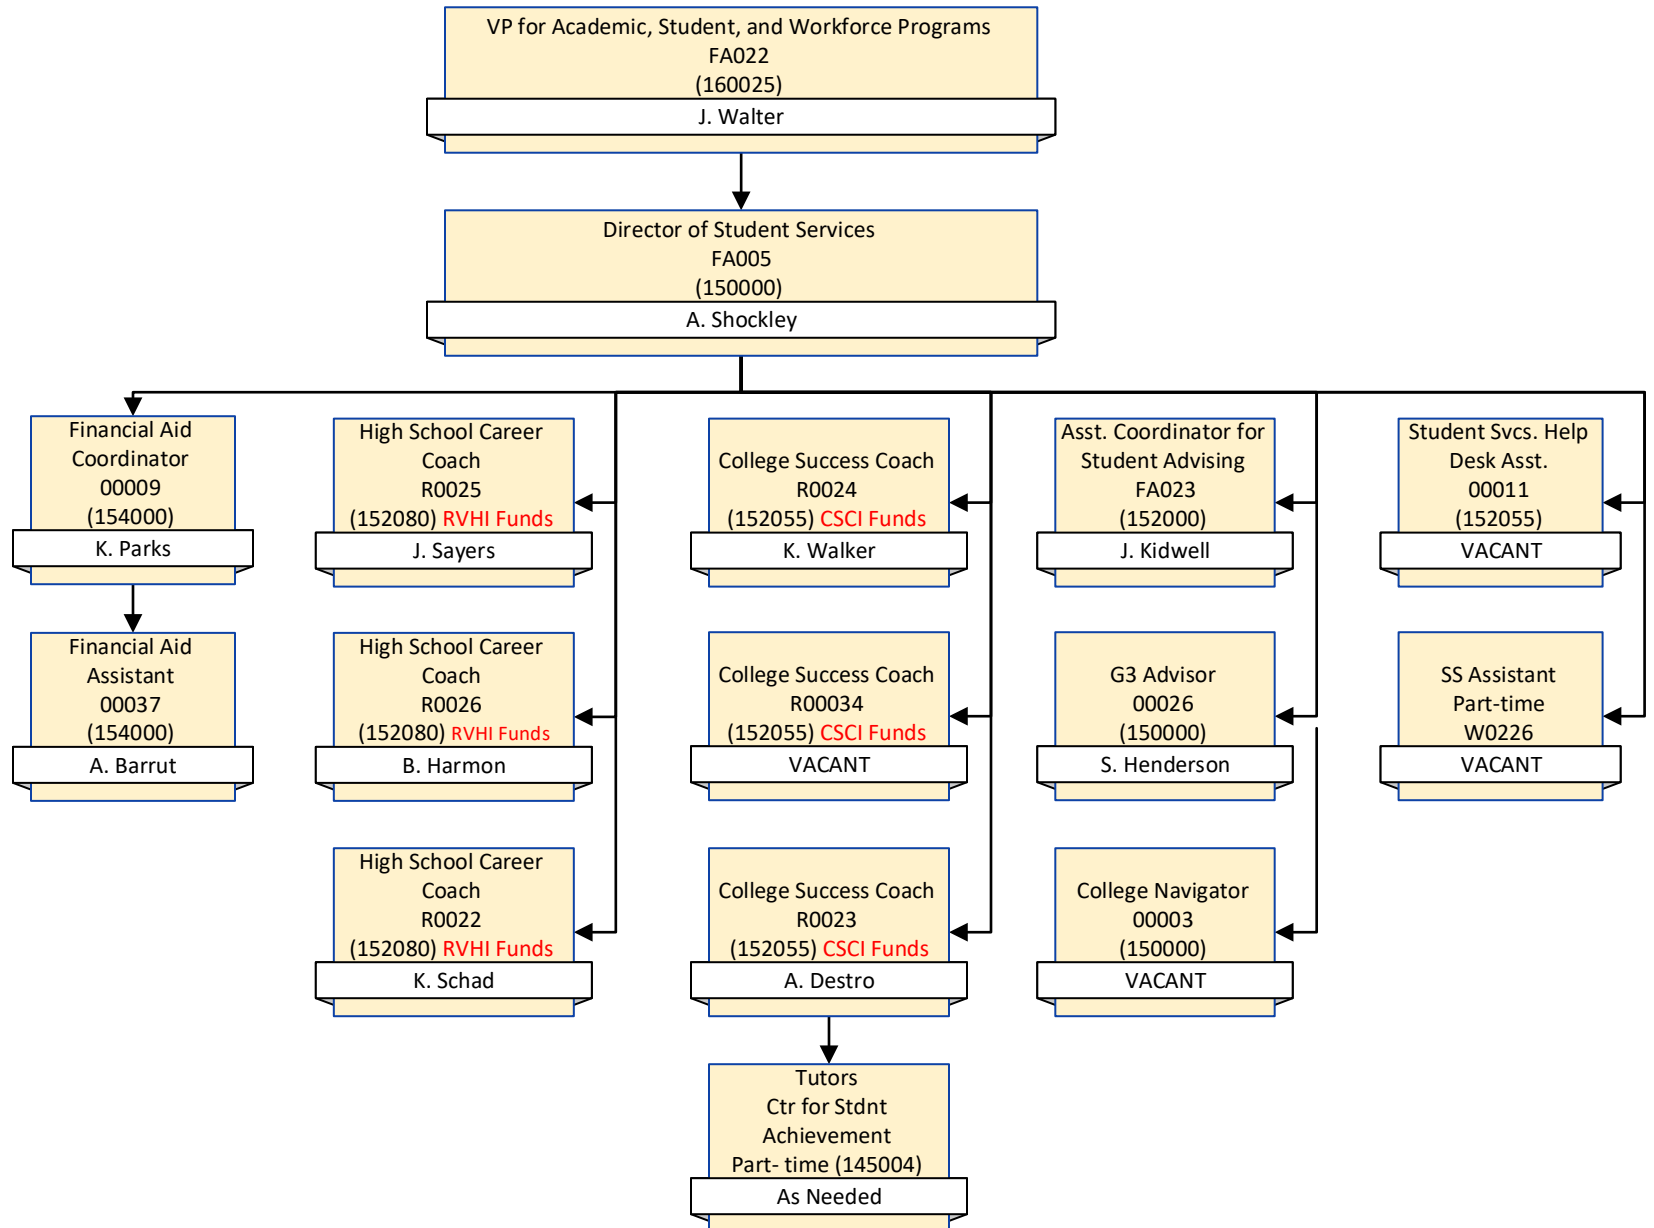 VP for Academic, Student, and Workforce Programs
FA022
(160025)
J. Walter
Director of Student Services
FA005
(150000)
A. Shockley
Financial Aid
Coordinator
00009
(154000)
K. Parks
High School Career
Coach
R0025
(152080) RVHI Funds
J. Sayers
College Success Coach
R0024
(152055) CSCI Funds
K. Walker
Asst. Coordinator for
Student Advising
FA023
(152000)
J. Kidwell
Student Svcs. Help
Desk Asst.
00011
(152055)
VACANT
Financial Aid
Assistant
00037
(154000)
A. Barrut
High School Career
Coach
R0026
(152080) RVHI Funds
B. Harmon
College Success Coach
R00034
(152055) CSCI Funds
VACANT
G3 Advisor
00026
(150000)
S. Henderson
SS Assistant
Part-time
W0226
VACANT
High School Career
Coach
R0022
(152080) RVHI Funds
K. Schad
College Success Coach
R0023
(152055) CSCI Funds
A. Destro
College Navigator
00003
(150000)
VACANT
Tutors
Ctr for Stdnt
Achievement
Part- time (145004)
As Needed